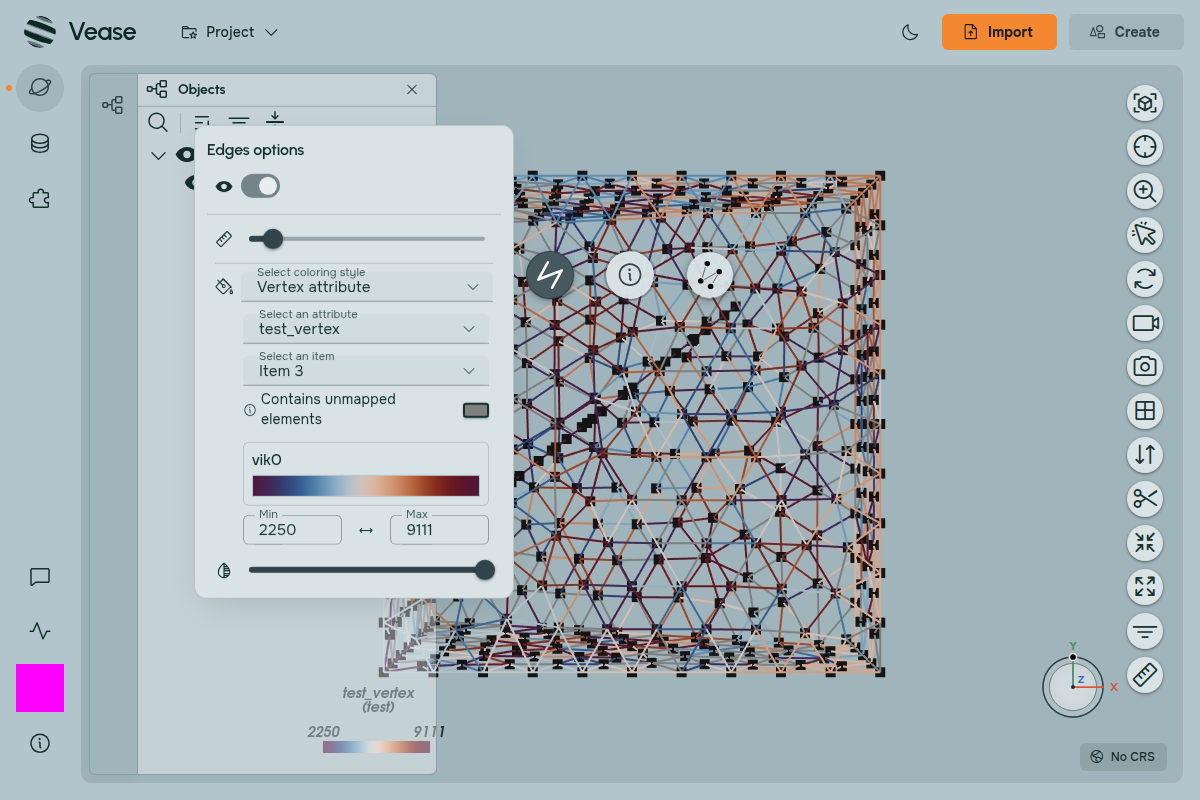 Vease
Project
Import
Create
Objects
Edges options
Select coloring style
Vertex attribute
Select an attribute
test_vertex
Select an item
Item 3
Contains unmapped
elements
vikO
Min
2250
Max
9111
test_vertex
(test)
2250
9111
Y
Z
X
No CRS